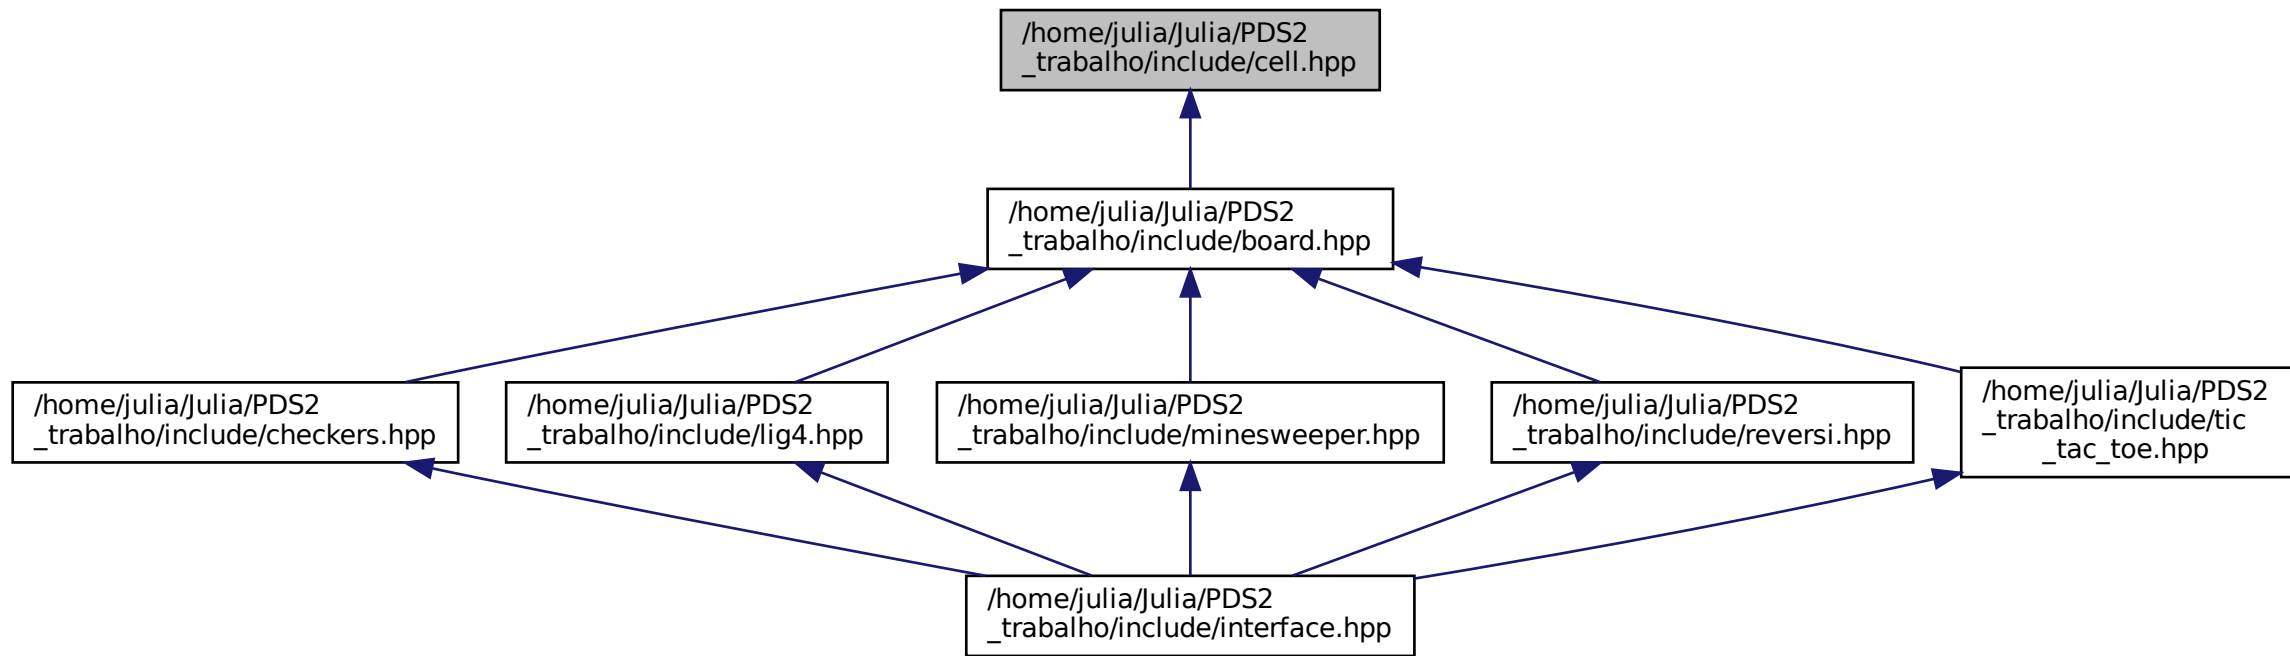 /home/julia/Julia/PDS2
_trabalho/include/cell.hpp
/home/julia/Julia/PDS2
_trabalho/include/board.hpp
/home/julia/Julia/PDS2
_trabalho/include/checkers.hpp
/home/julia/Julia/PDS2
_trabalho/include/lig4.hpp
/home/julia/Julia/PDS2
_trabalho/include/minesweeper.hpp
/home/julia/Julia/PDS2
_trabalho/include/reversi.hpp
/home/julia/Julia/PDS2
_trabalho/include/tic
_tac_toe.hpp
/home/julia/Julia/PDS2
_trabalho/include/interface.hpp